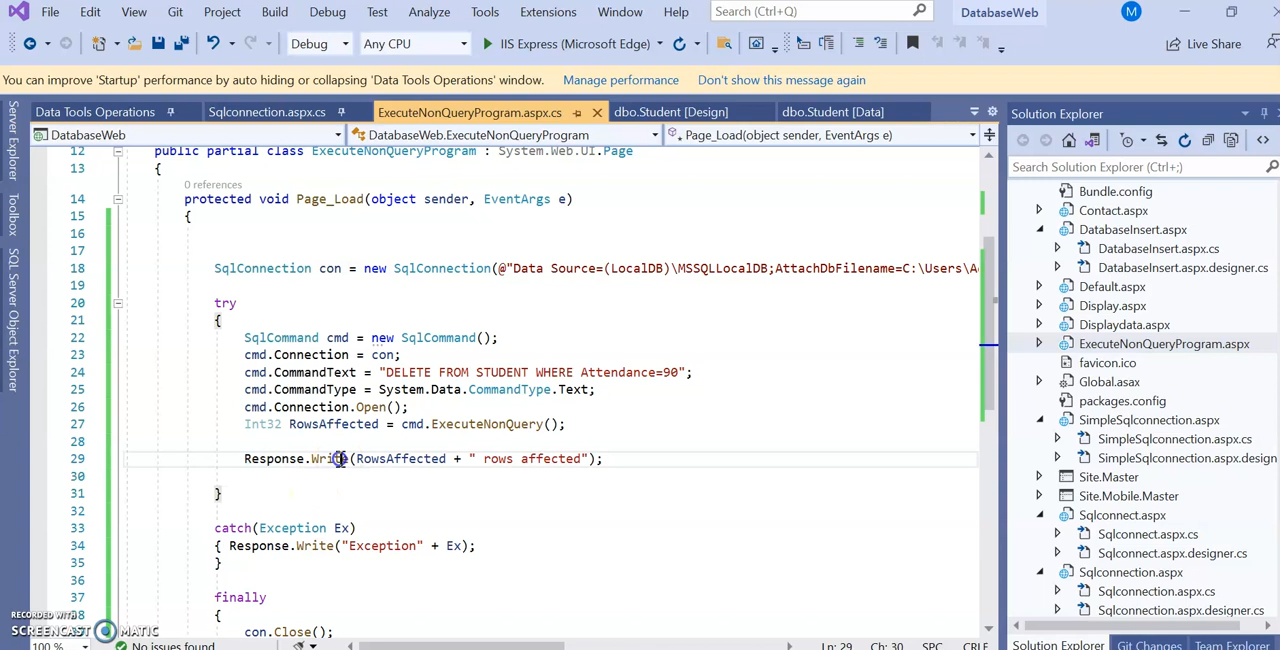 File Edit View Git Project Build Debug Test Analyze Tools Extensions Window Help Search (Ctrl+Q) DatabaseWeb M
Debug Any CPU IIS Express (Microsoft Edge) Live Share
You can improve 'Startup' performance by auto hiding or collapsing 'Data Tools Operations' window. Manage performance Don't show this message again
Data Tools Operations Sqlconnection.aspx.cs ExecuteNonQueryProgram.aspx.cs dbo.Student [Design] dbo.Student [Data] Solution Explorer
DatabaseWeb DatabaseWeb.ExecuteNonQueryProgram Page_Load(object sender, EventArgs e)
Server Explorer
Toolbox
SQL Server Object Explorer
12 public partial class ExecuteNonQueryProgram : System.Web.UI.Page
13 {
0 references
14 protected void Page_Load(object sender, EventArgs e)
15 {
16
17
18 SqlConnection con = new SqlConnection(@"Data Source=(LocalDB)\MSSQLLocalDB;AttachDbFilename=C:\Users\A
19
20 try
21 {
22 SqlCommand cmd = new SqlCommand();
23 cmd.Connection = con;
24 cmd.CommandText = "DELETE FROM STUDENT WHERE Attendance=90";
25 cmd.CommandType = System.Data.CommandType.Text;
26 cmd.Connection.Open();
27 Int32 RowsAffected = cmd.ExecuteNonQuery();
28
29 Response.Write(RowsAffected + " rows affected");
30
31 }
32
33 catch(Exception Ex)
34 { Response.Write("Exception" + Ex);
35 }
36
37 finally
38 {
con.Close();
Search Solution Explorer (Ctrl+;)
Bundle.config
Contact.aspx
DatabaseInsert.aspx
DatabaseInsert.aspx.cs
DatabaseInsert.aspx.designer.cs
Default.aspx
Display.aspx
Displaydata.aspx
ExecuteNonQueryProgram.aspx
favicon.ico
Global.asax
packages.config
SimpleSqlconnection.aspx
SimpleSqlconnection.aspx.cs
SimpleSqlconnection.aspx.design
Site.Master
Site.Mobile.Master
Sqlconnect.aspx
Sqlconnect.aspx.cs
Sqlconnect.aspx.designer.cs
Sqlconnection.aspx
Sqlconnection.aspx.cs
Sqlconnection.aspx.designer.cs
RECORDED WITH
SCREENCAST MATIC
100 % No issues found Ln: 29 Ch: 30 SPC CRLF
Solution Explorer Git Changes Team Explorer